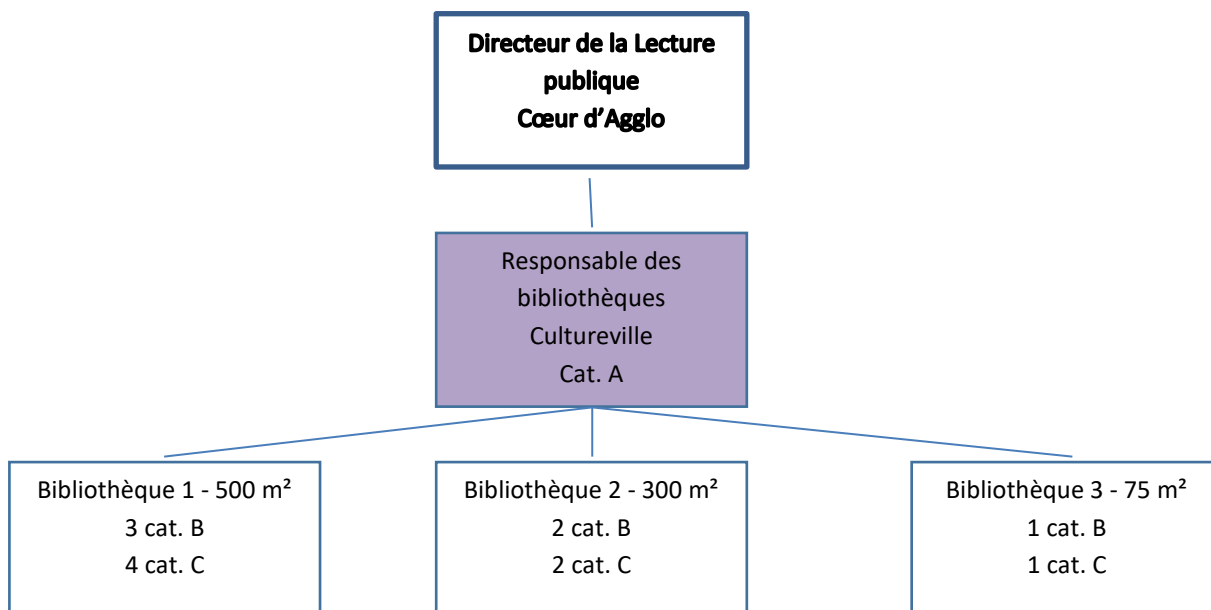 Directeur de la Lecture
publique
Cœur d’Agglo
Responsable des
bibliothèques
Cultureville
Cat. A
Bibliothèque 1 - 500 m²
3 cat. B
4 cat. C
Bibliothèque 2 - 300 m²
2 cat. B
2 cat. C
Bibliothèque 3 - 75 m²
1 cat. B
1 cat. C